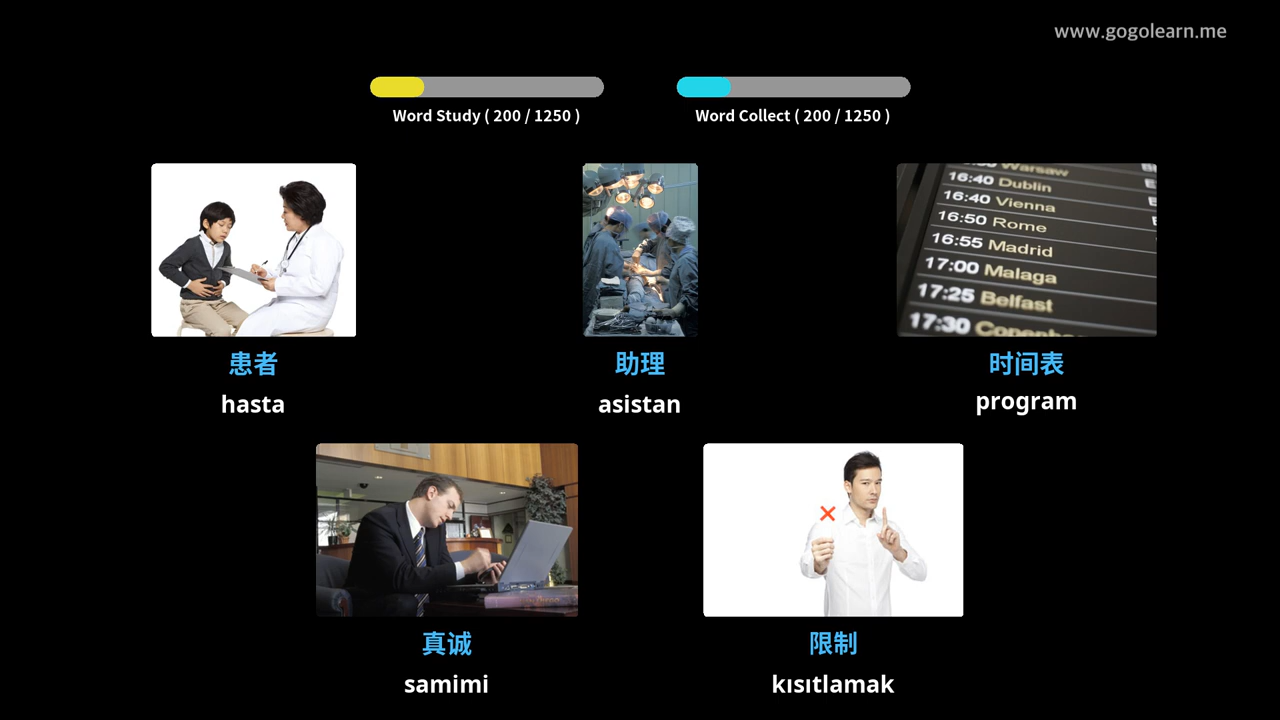 www.gogolearn.me
Word Study ( 200 / 1250 )
Word Collect ( 200 / 1250 )
Warsaw
16:40 Dublin
16:40 Vienna
16:50 Rome
16:55 Madrid
17:00 Malaga
17:25 Belfast
17:30
患者
助理
时间表
hasta
asistan
program
真诚
限制
samimi
kısıtlamak